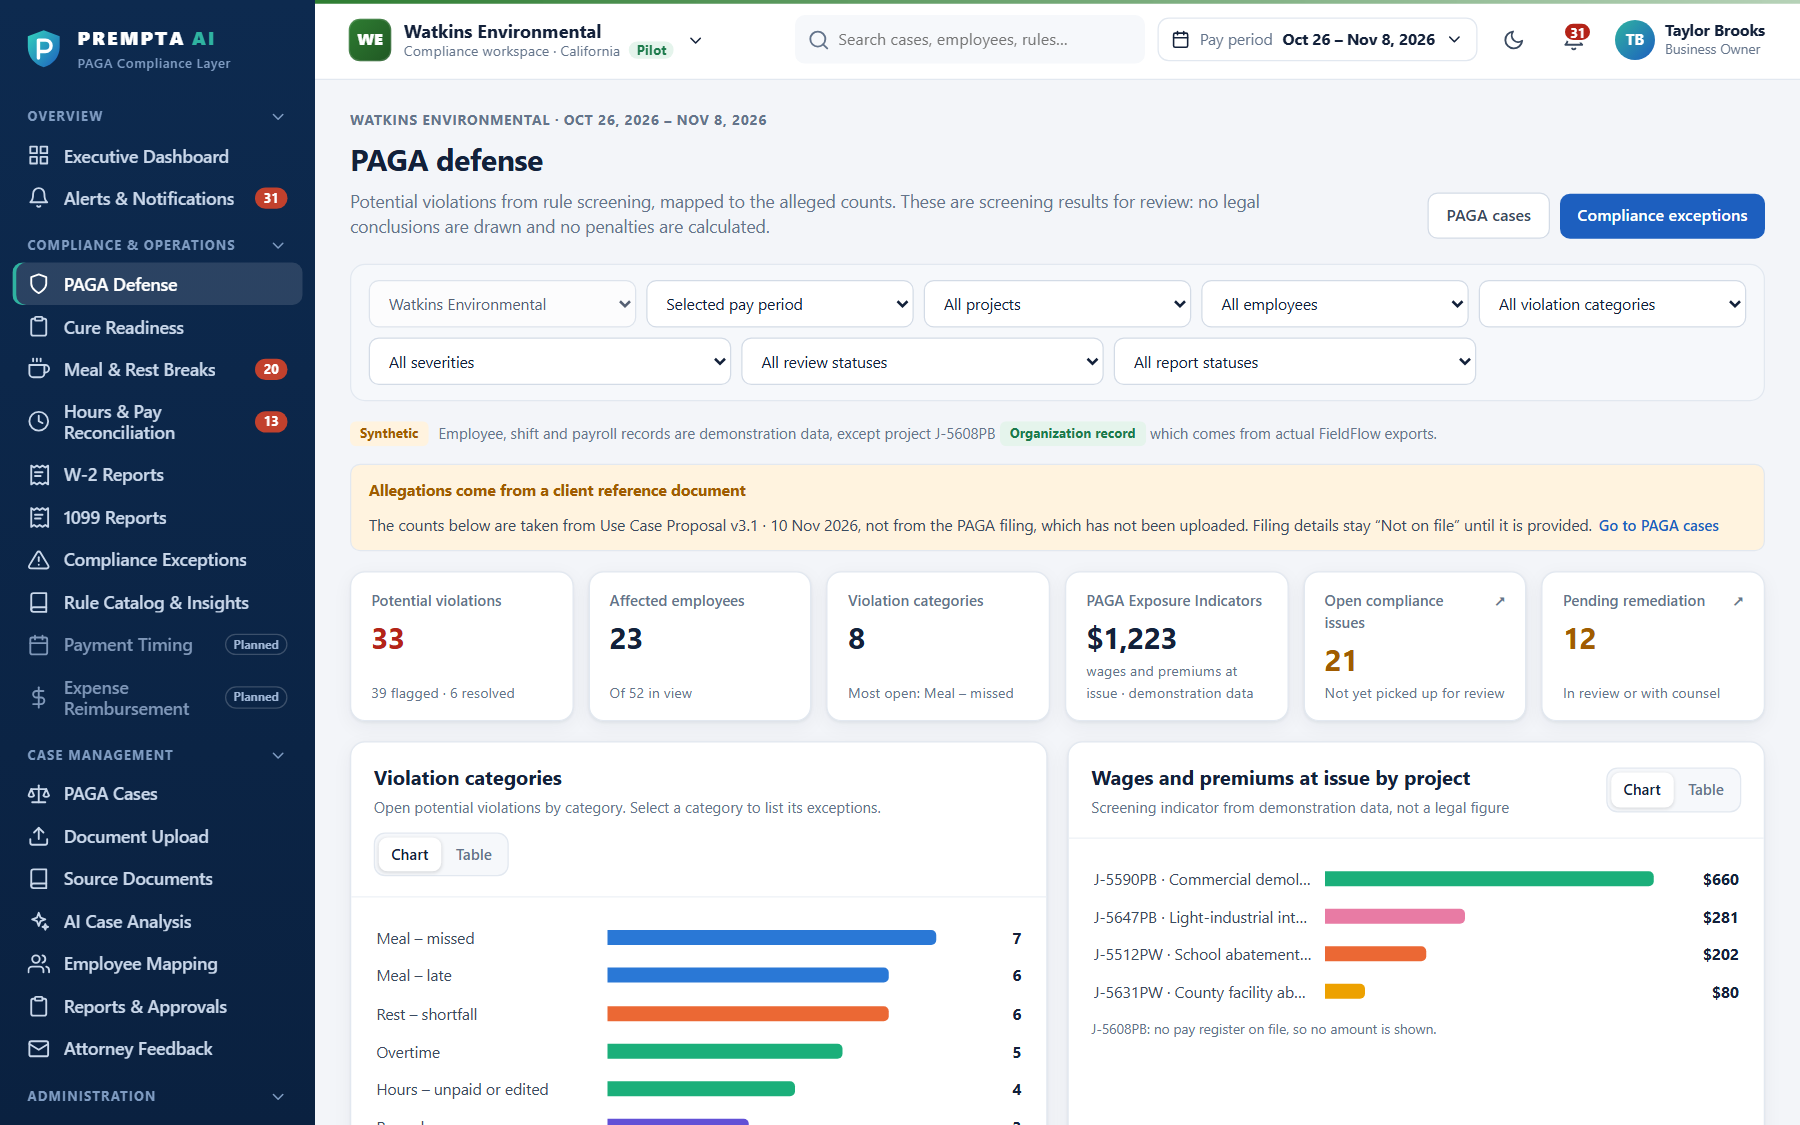 PREMPTA AI
PAGA Compliance Layer
OVERVIEW
Executive Dashboard
Alerts & Notifications 31
COMPLIANCE & OPERATIONS
PAGA Defense
Cure Readiness
Meal & Rest Breaks 20
Hours & Pay
Reconciliation 13
W-2 Reports
1099 Reports
Compliance Exceptions
Rule Catalog & Insights
Payment Timing Planned
Expense
Reimbursement Planned
CASE MANAGEMENT
PAGA Cases
Document Upload
Source Documents
AI Case Analysis
Employee Mapping
Reports & Approvals
Attorney Feedback
ADMINISTRATION
WE
Watkins Environmental
Compliance workspace · California Pilot
Search cases, employees, rules...
Pay period Oct 26 – Nov 8, 2026
31
TB
Taylor Brooks
Business Owner
WATKINS ENVIRONMENTAL · OCT 26, 2026 – NOV 8, 2026
PAGA defense
Potential violations from rule screening, mapped to the alleged counts. These are screening results for review: no legal
conclusions are drawn and no penalties are calculated.
PAGA cases
Compliance exceptions
Watkins Environmental
Selected pay period
All projects
All employees
All violation categories
All severities
All review statuses
All report statuses
Synthetic Employee, shift and payroll records are demonstration data, except project J-5608PB Organization record which comes from actual FieldFlow exports.
Allegations come from a client reference document
The counts below are taken from Use Case Proposal v3.1 · 10 Nov 2026, not from the PAGA filing, which has not been uploaded. Filing details stay “Not on file” until it is provided. Go to PAGA cases
Potential violations
33
39 flagged · 6 resolved
Affected employees
23
Of 52 in view
Violation categories
8
Most open: Meal – missed
PAGA Exposure Indicators
$1,223
wages and premiums at
issue · demonstration data
Open compliance
issues
↗
21
Not yet picked up for review
Pending remediation ↗
12
In review or with counsel
Violation categories
Open potential violations by category. Select a category to list its exceptions.
Chart Table
Meal – missed 7
Meal – late 6
Rest – shortfall 6
Overtime 5
Hours – unpaid or edited 4
Wages and premiums at issue by project
Screening indicator from demonstration data, not a legal figure
Chart Table
J-5590PB · Commercial demol... $660
J-5647PB · Light-industrial int... $281
J-5512PW · School abatement... $202
J-5631PW · County facility ab... $80
J-5608PB: no pay register on file, so no amount is shown.